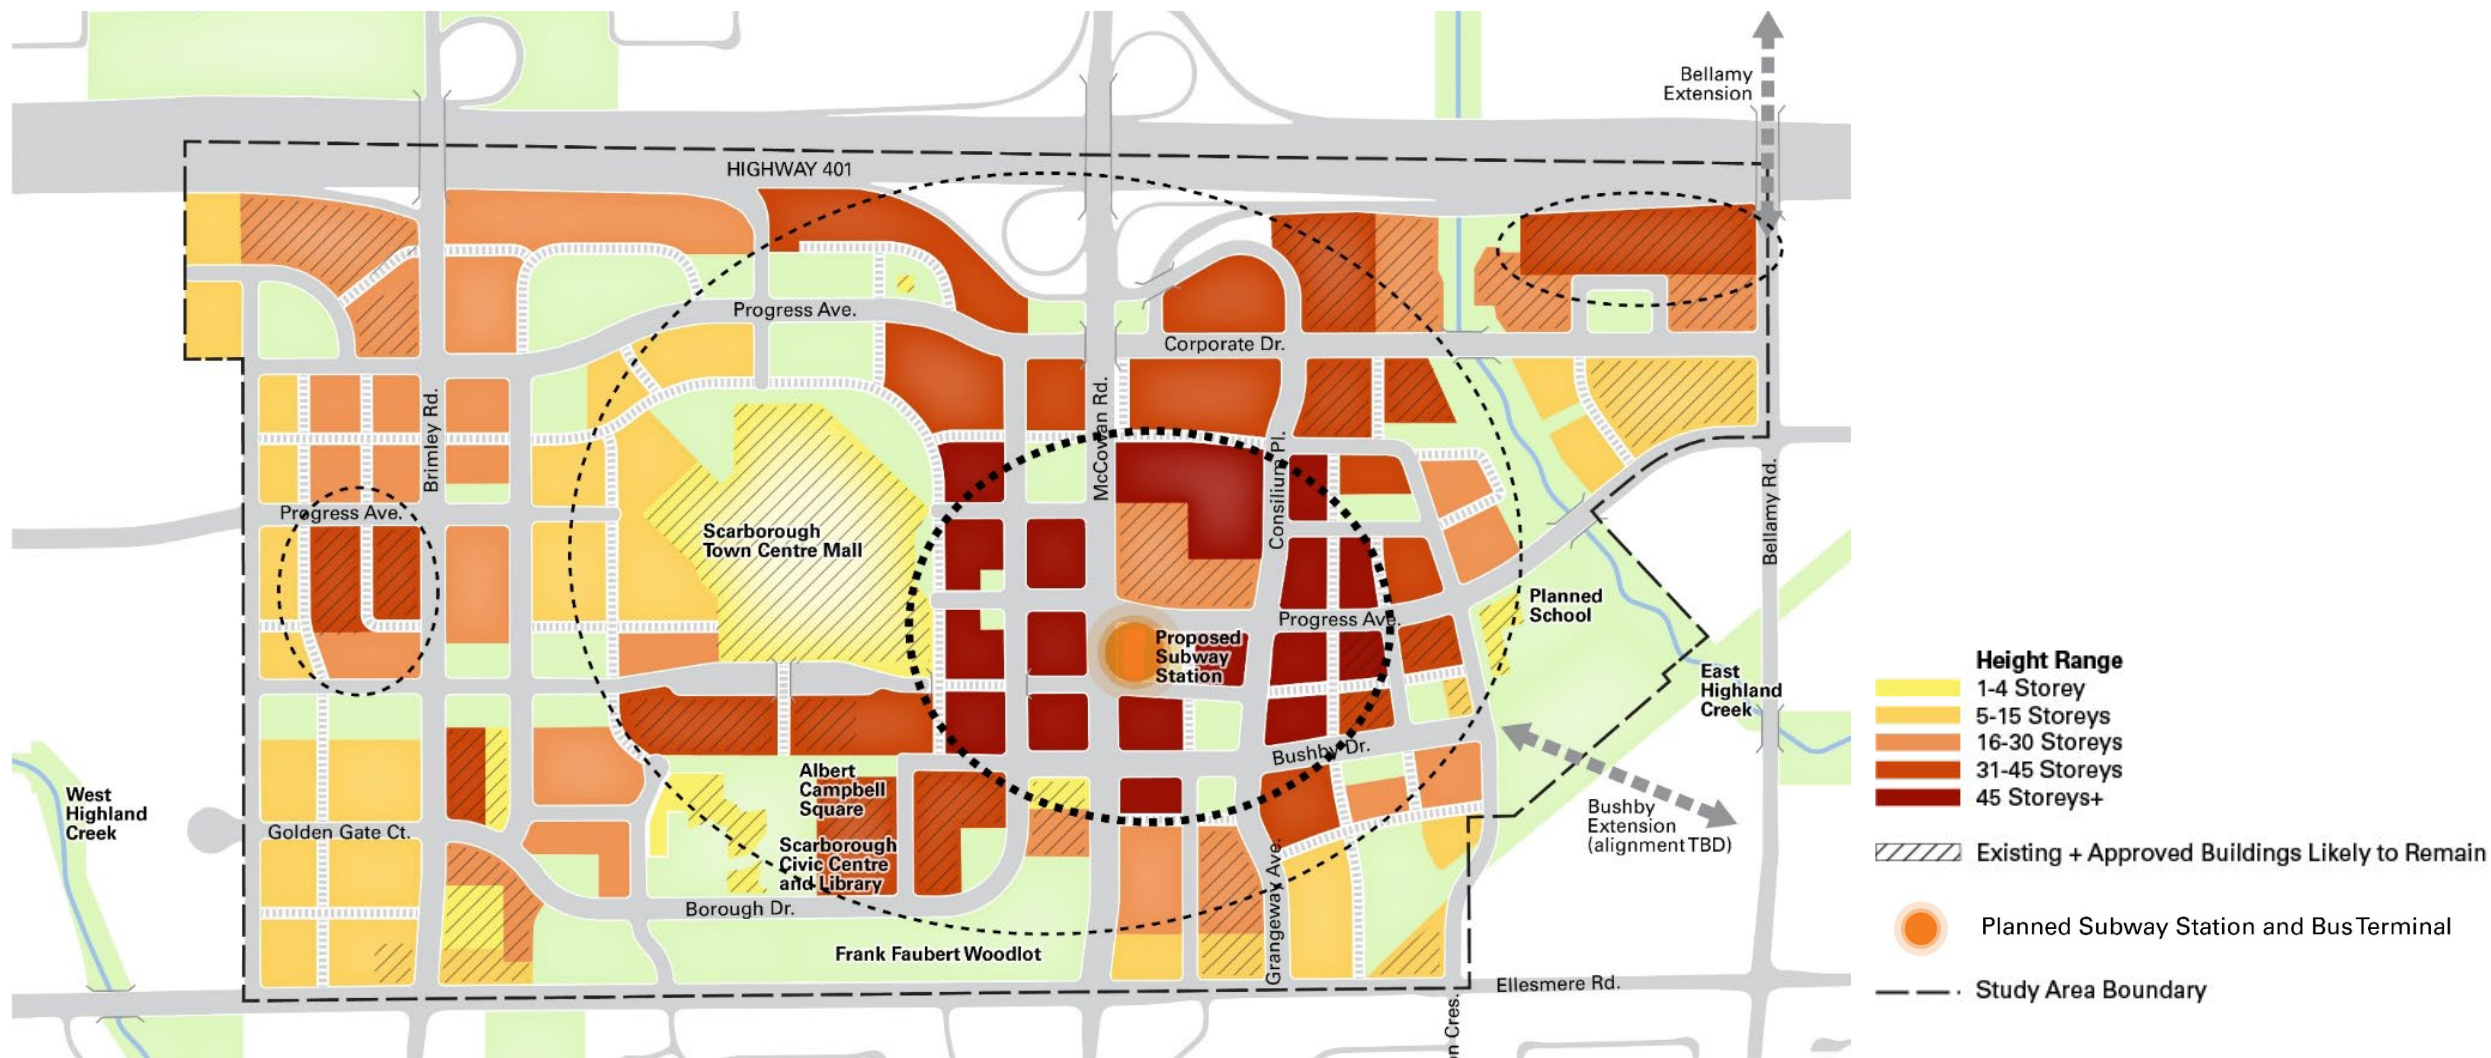 Bellamy
Extension
HIGHWAY 401
Progress Ave.
Corporate Dr.
Brimley Rd.
McCowan Rd.
Consilium Pl.
Bellamy Rd.
Progress Ave.
Scarborough
Town Centre Mall
Progress Ave.
Planned
School
Proposed
Subway
Station
East
Highland
Creek
Bushby Dr.
Albert
Campbell
Square
West
Highland
Creek
Golden Gate Ct.
Bushby
Extension
(alignment TBD)
Scarborough
Civic Centre
and Library
Grangeway Ave.
Borough Dr.
Frank Faubert Woodlot
Ellesmere Rd.
on Cres.
Height Range
1-4 Storey
5-15 Storeys
16-30 Storeys
31-45 Storeys
45 Storeys+
Existing + Approved Buildings Likely to Remain
Planned Subway Station and Bus Terminal
Study Area Boundary